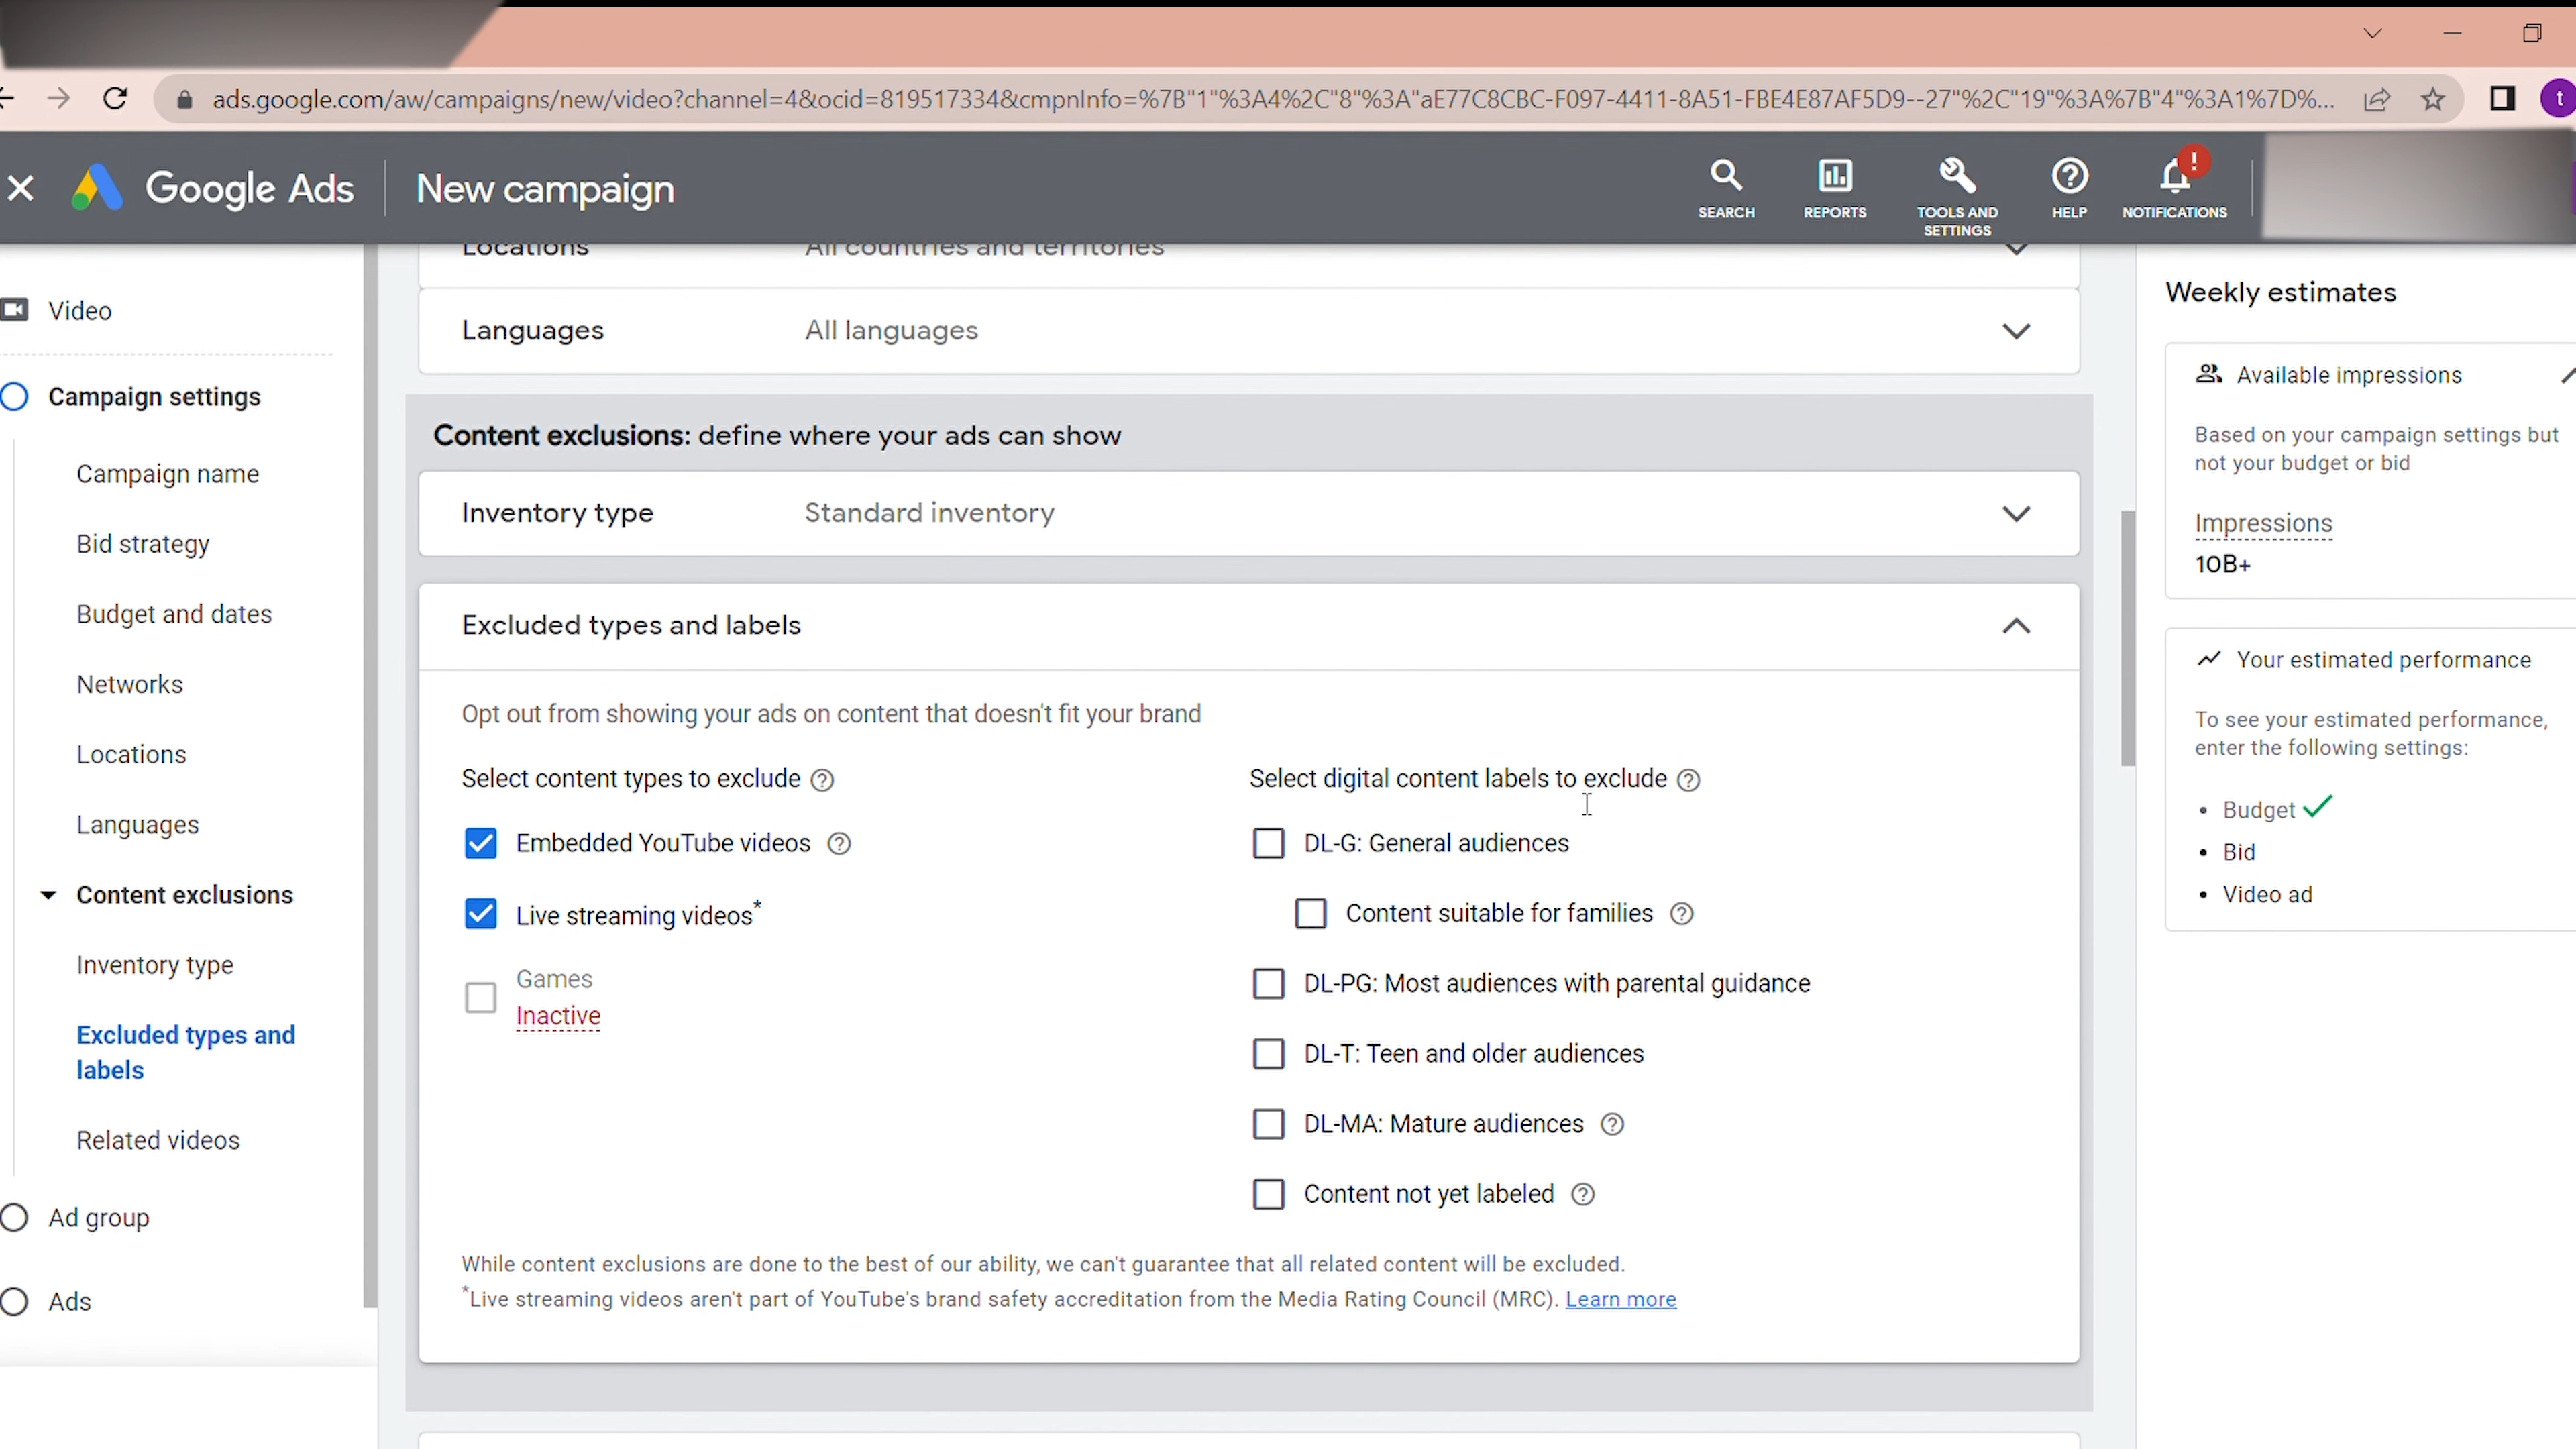 ads.google.com/aw/campaigns/new/video?channel=4&ocid=819517334&cmpnInfo=%7B"1"%3A4%2C"8"%3A"aE77C8CBC-F097-4411-8A51-FBE4E87AF5D9--27"%2C"19"%3A%7B"4"%3A1%7D%...
t
Google Ads
New campaign
SEARCH
REPORTS
TOOLS AND
SETTINGS
HELP
NOTIFICATIONS
!
Video
Campaign settings
Campaign name
Bid strategy
Budget and dates
Networks
Locations
Languages
Content exclusions
Inventory type
Excluded types and
labels
Related videos
Ad group
Ads
Locations All countries and territories
Languages All languages
Content exclusions: define where your ads can show
Inventory type Standard inventory
Excluded types and labels
Opt out from showing your ads on content that doesn't fit your brand
Select content types to exclude
Embedded YouTube videos
Live streaming videos*
Games
Inactive
Select digital content labels to exclude
DL-G: General audiences
Content suitable for families
DL-PG: Most audiences with parental guidance
DL-T: Teen and older audiences
DL-MA: Mature audiences
Content not yet labeled
While content exclusions are done to the best of our ability, we can't guarantee that all related content will be excluded.
*Live streaming videos aren't part of YouTube's brand safety accreditation from the Media Rating Council (MRC). Learn more
Weekly estimates
Available impressions
Based on your campaign settings but
not your budget or bid
Impressions
10B+
Your estimated performance
To see your estimated performance,
enter the following settings:
• Budget
• Bid
• Video ad